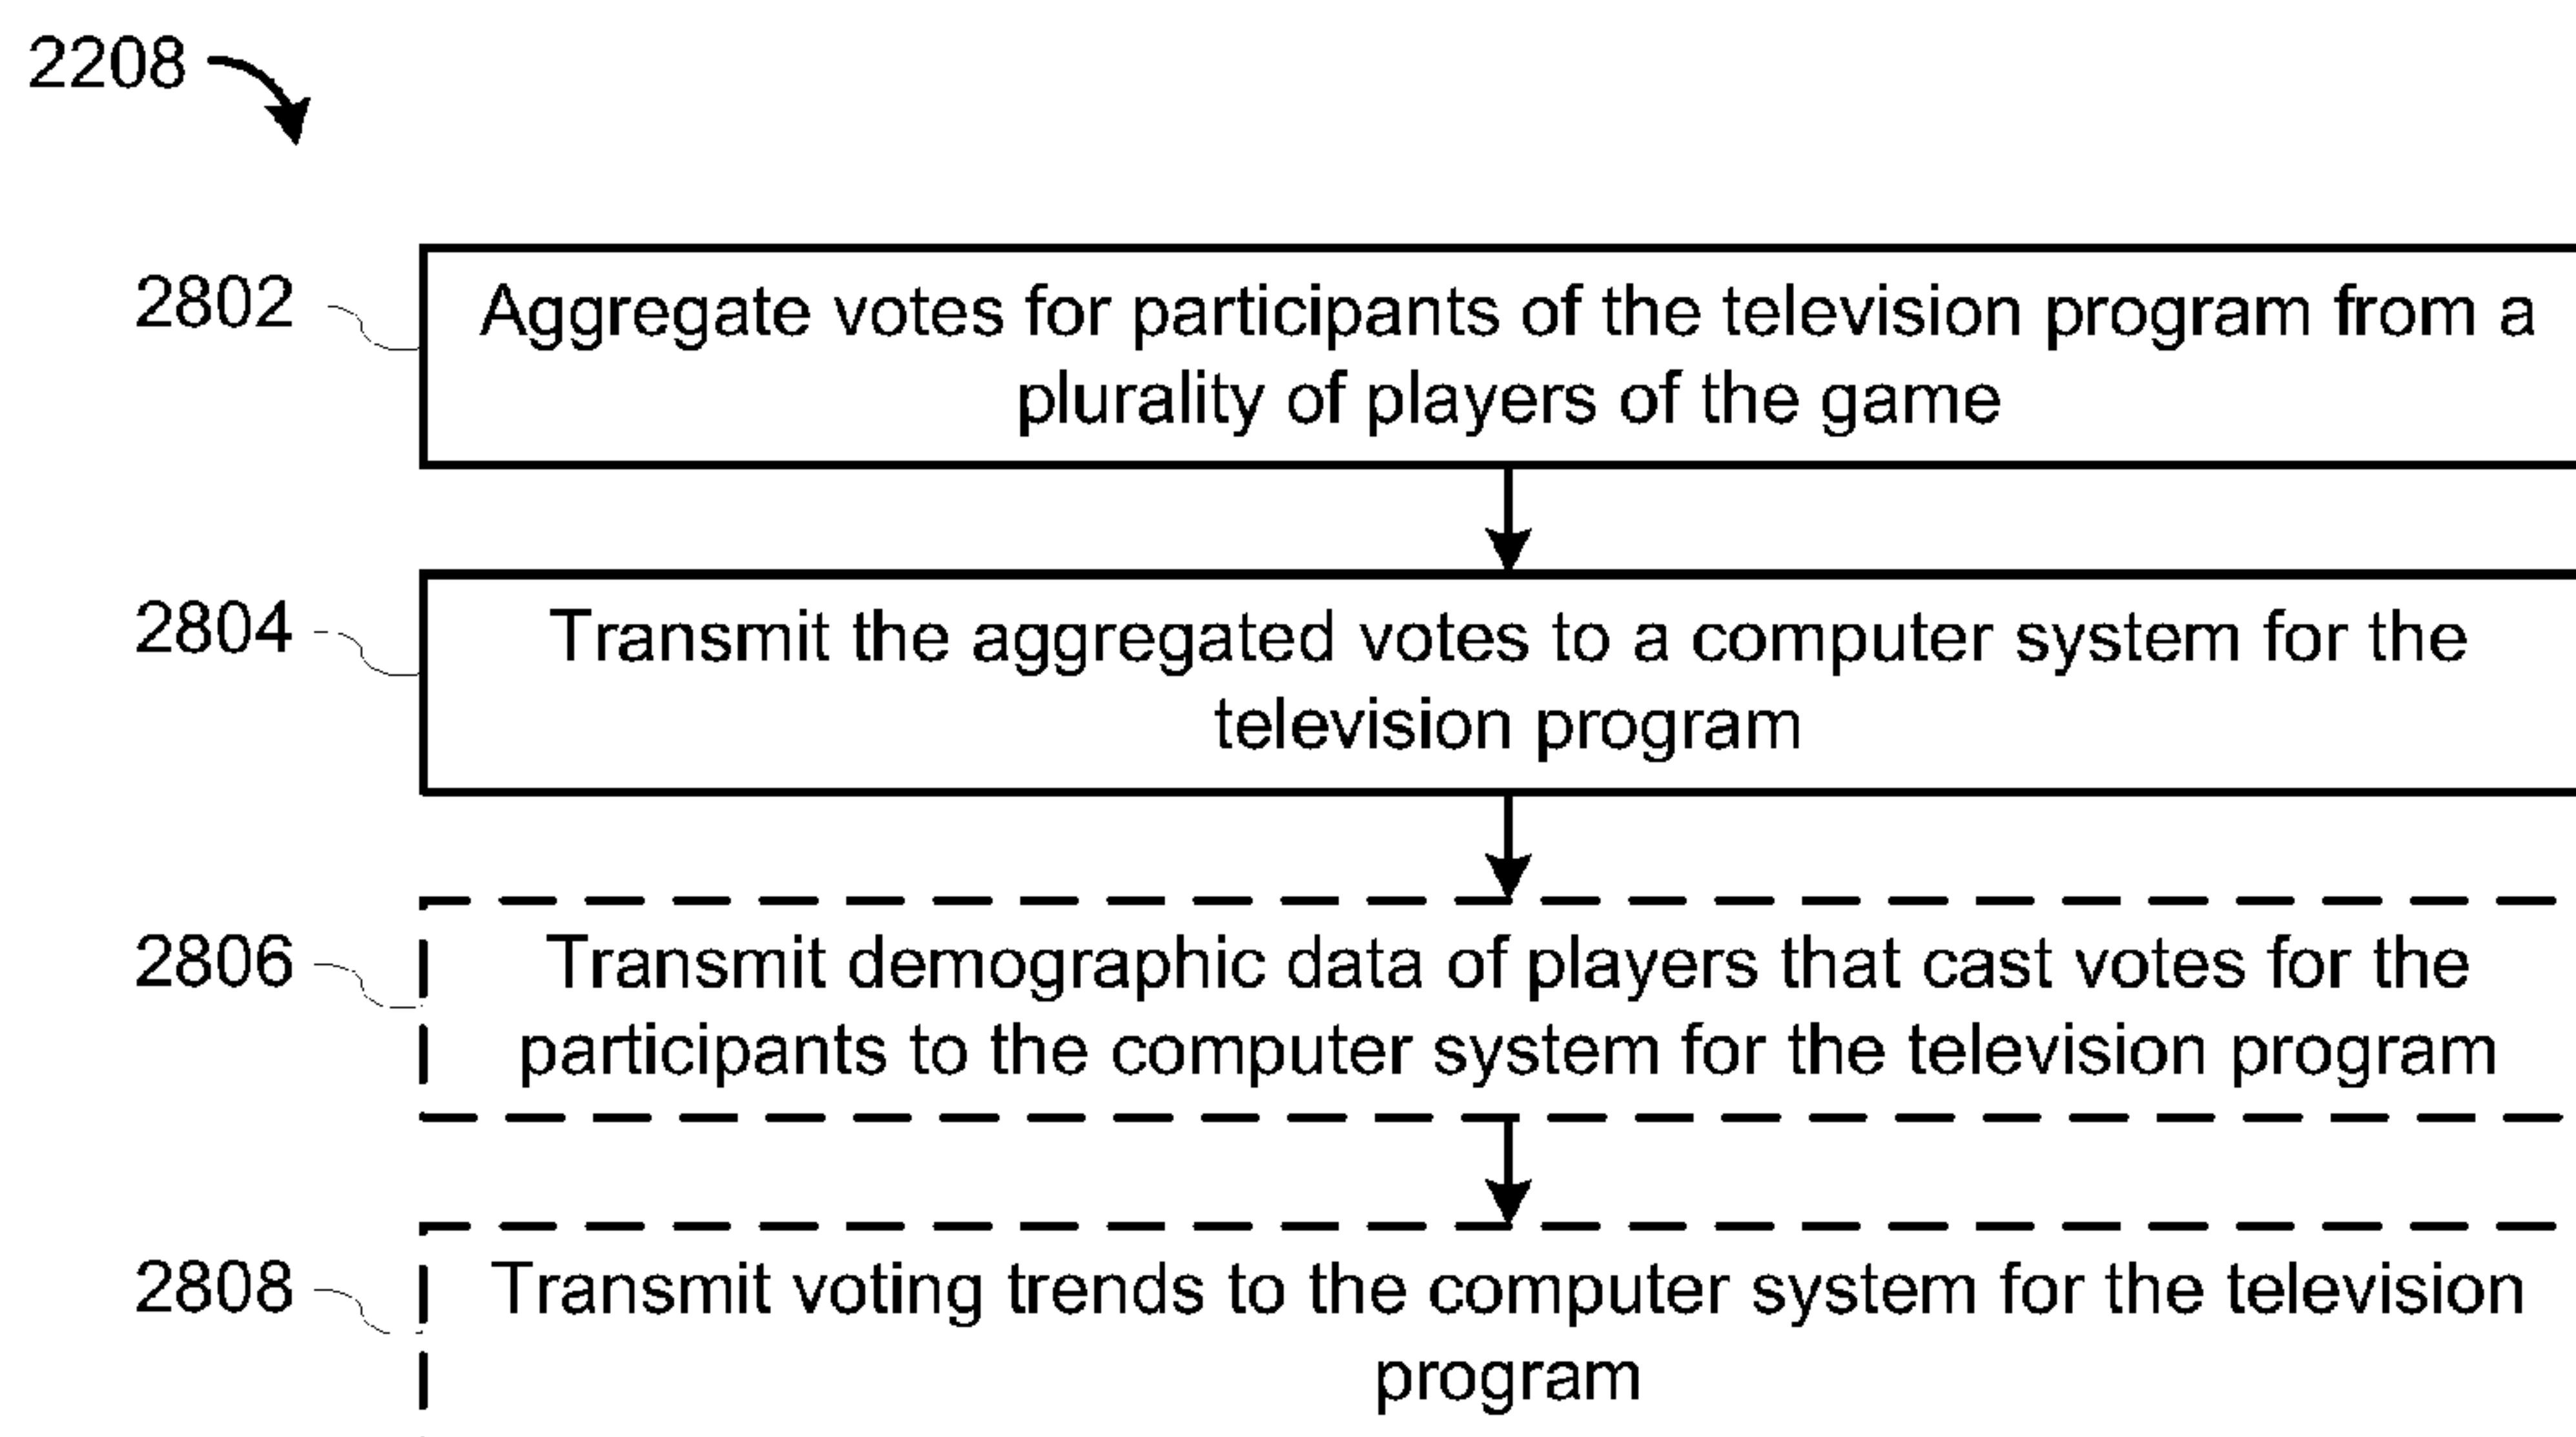 2208
2802
Aggregate votes for participants of the television program from a
plurality of players of the game
2804
Transmit the aggregated votes to a computer system for the
television program
2806
Transmit demographic data of players that cast votes for the
participants to the computer system for the television program
2808
Transmit voting trends to the computer system for the television
program